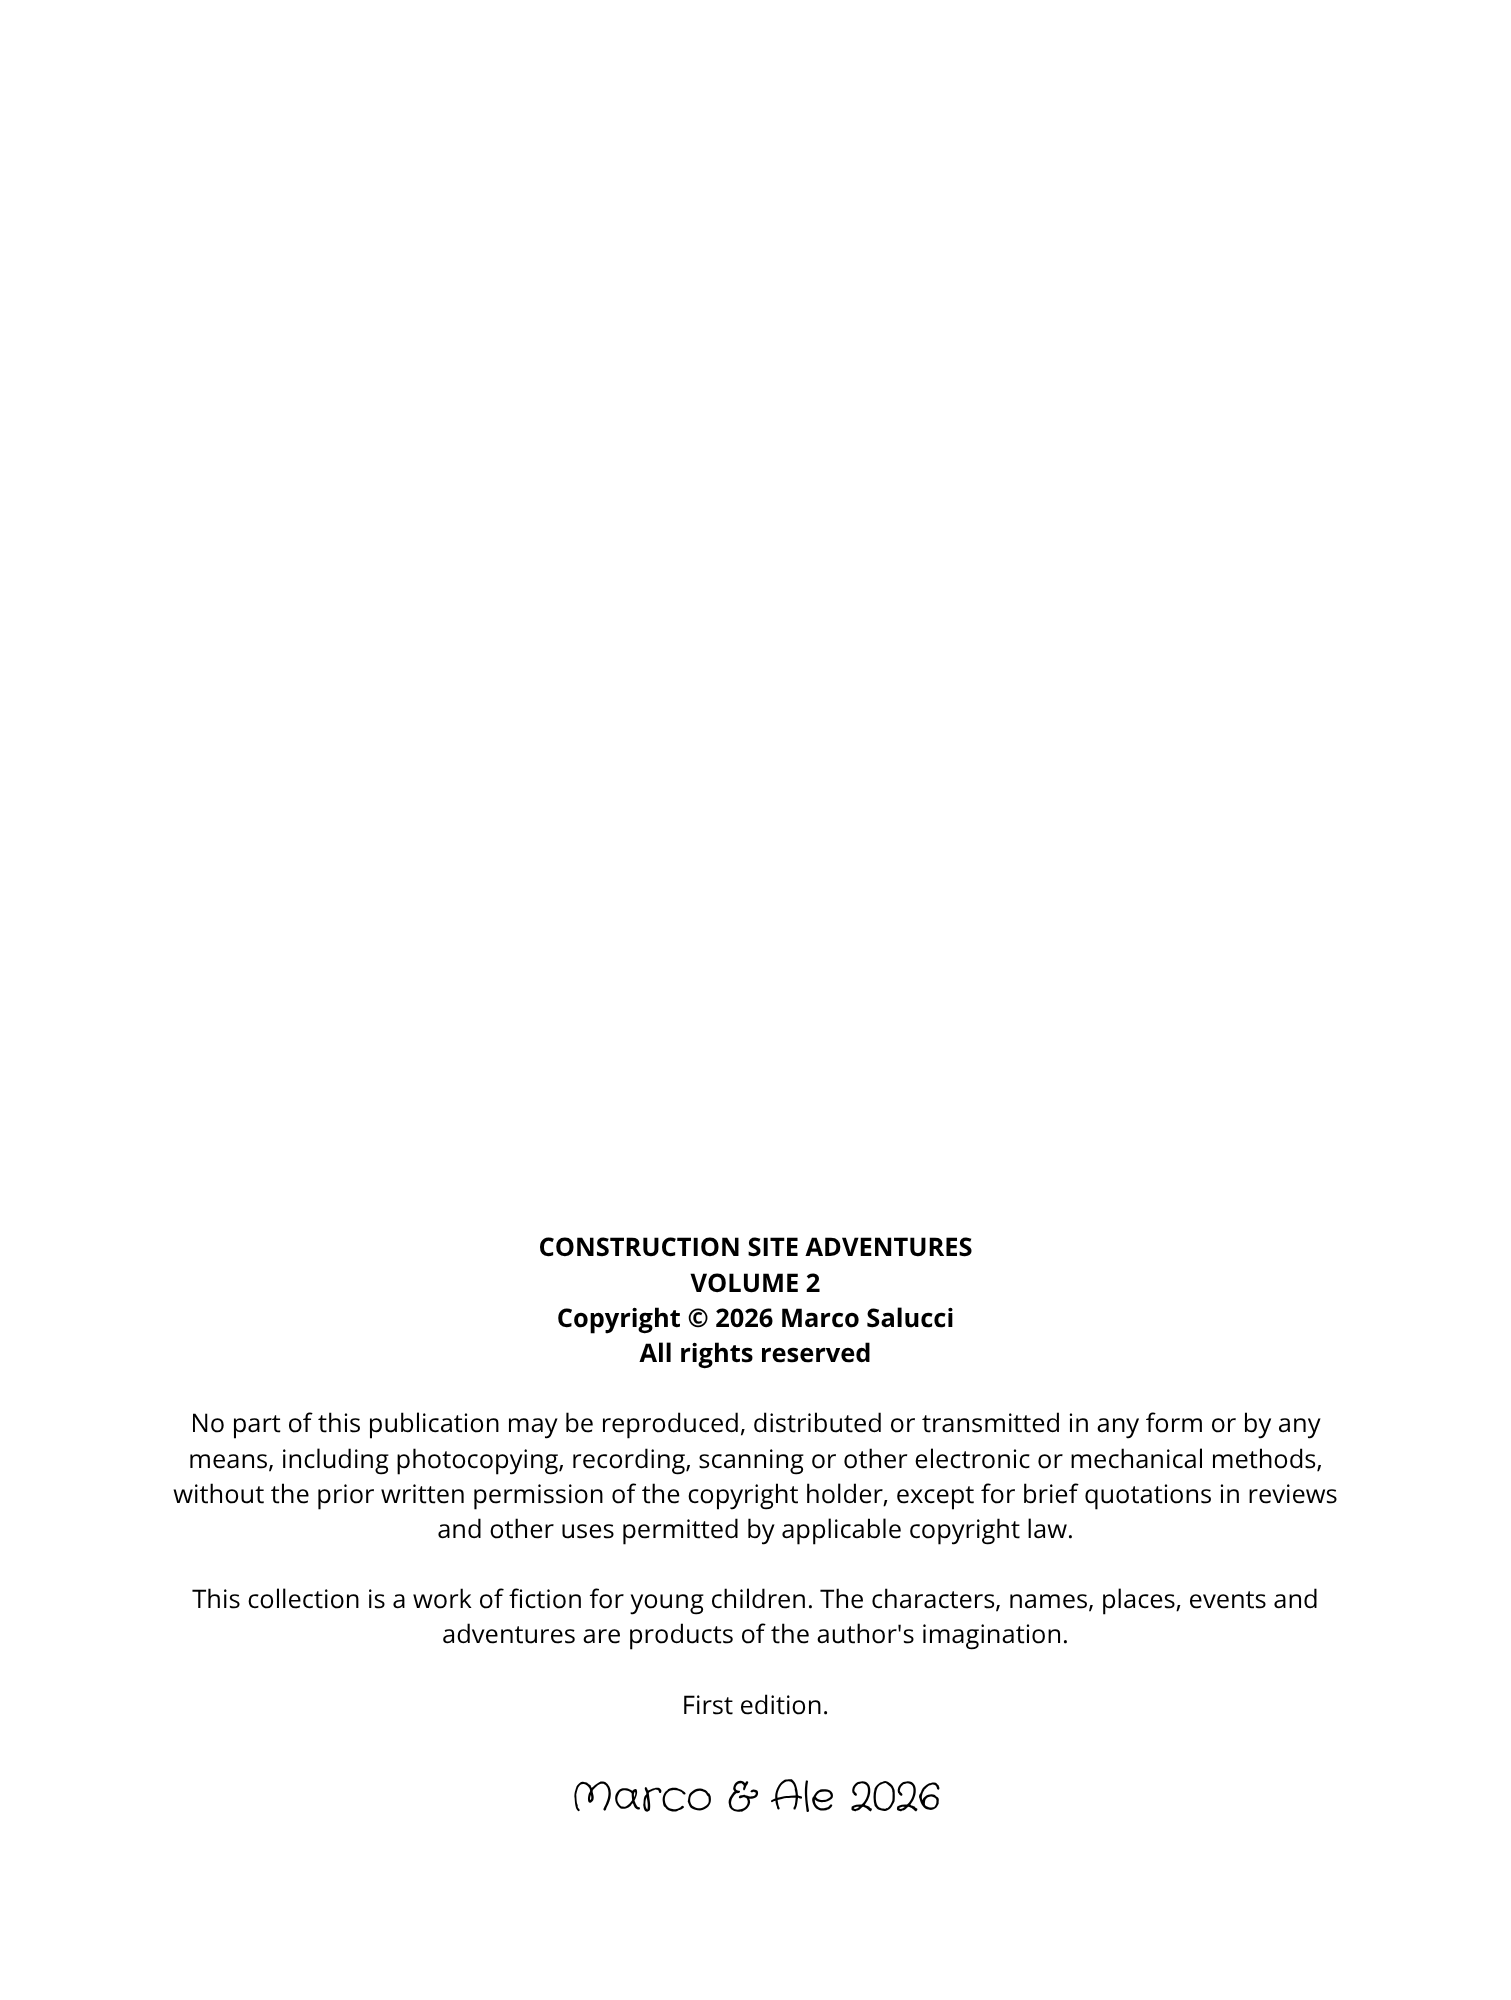 CONSTRUCTION SITE ADVENTURES
VOLUME 2
Copyright © 2026 Marco Salucci
All rights reserved
No part of this publication may be reproduced, distributed or transmitted in any form or by any
means, including photocopying, recording, scanning or other electronic or mechanical methods,
without the prior written permission of the copyright holder, except for brief quotations in reviews
and other uses permitted by applicable copyright law.
This collection is a work of fiction for young children. The characters, names, places, events and
adventures are products of the author's imagination.
First edition.
Marco & Ale 2026